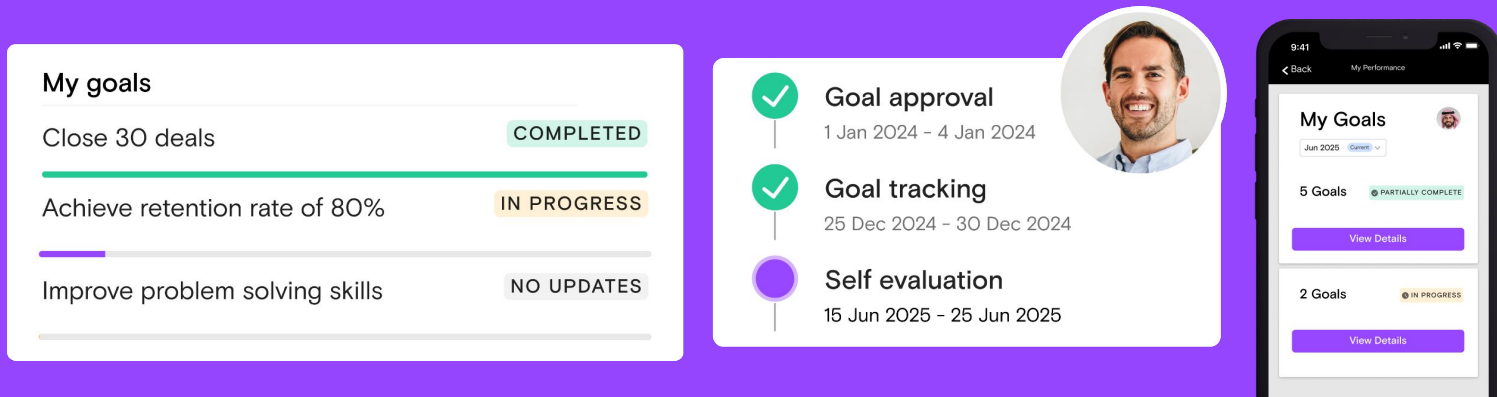 My goals
Close 30 deals
COMPLETED
Achieve retention rate of 80%
IN PROGRESS
Improve problem solving skills
NO UPDATES
Goal approval
1 Jan 2024 - 4 Jan 2024
Goal tracking
25 Dec 2024 - 30 Dec 2024
Self evaluation
15 Jun 2025 - 25 Jun 2025
9:41
Back
My Performance
My Goals
Jun 2025 Current
5 Goals
PARTIALLY COMPLETE
View Details
2 Goals
IN PROGRESS
View Details